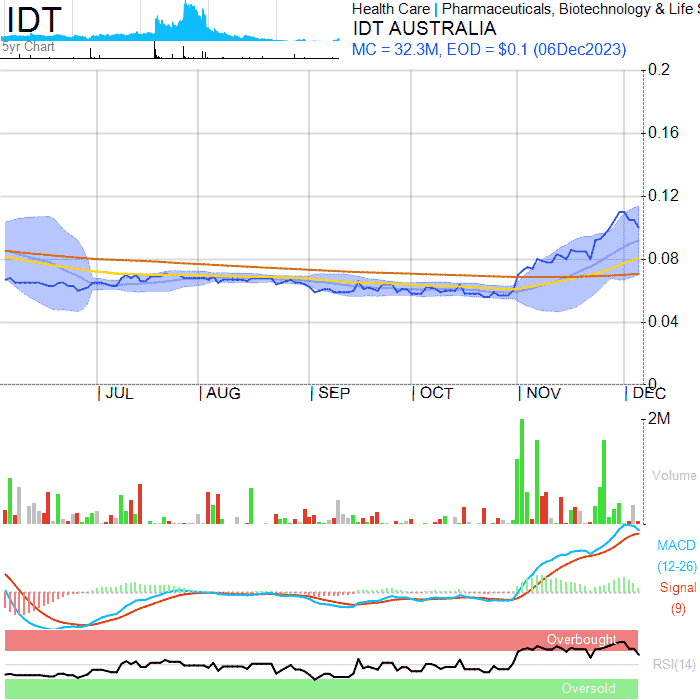 IDT
5yr Chart
Health Care | Pharmaceuticals, Biotechnology & Life S
IDT AUSTRALIA
MC = 32.3M, EOD = $0.1 (06Dec2023)
0.2
0.16
0.12
0.08
0.04
0
JUL AUG SEP OCT NOV DEC
2M
Volume
MACD
(12-26)
Signal
(9)
Overbought
RSI(14)
Oversold